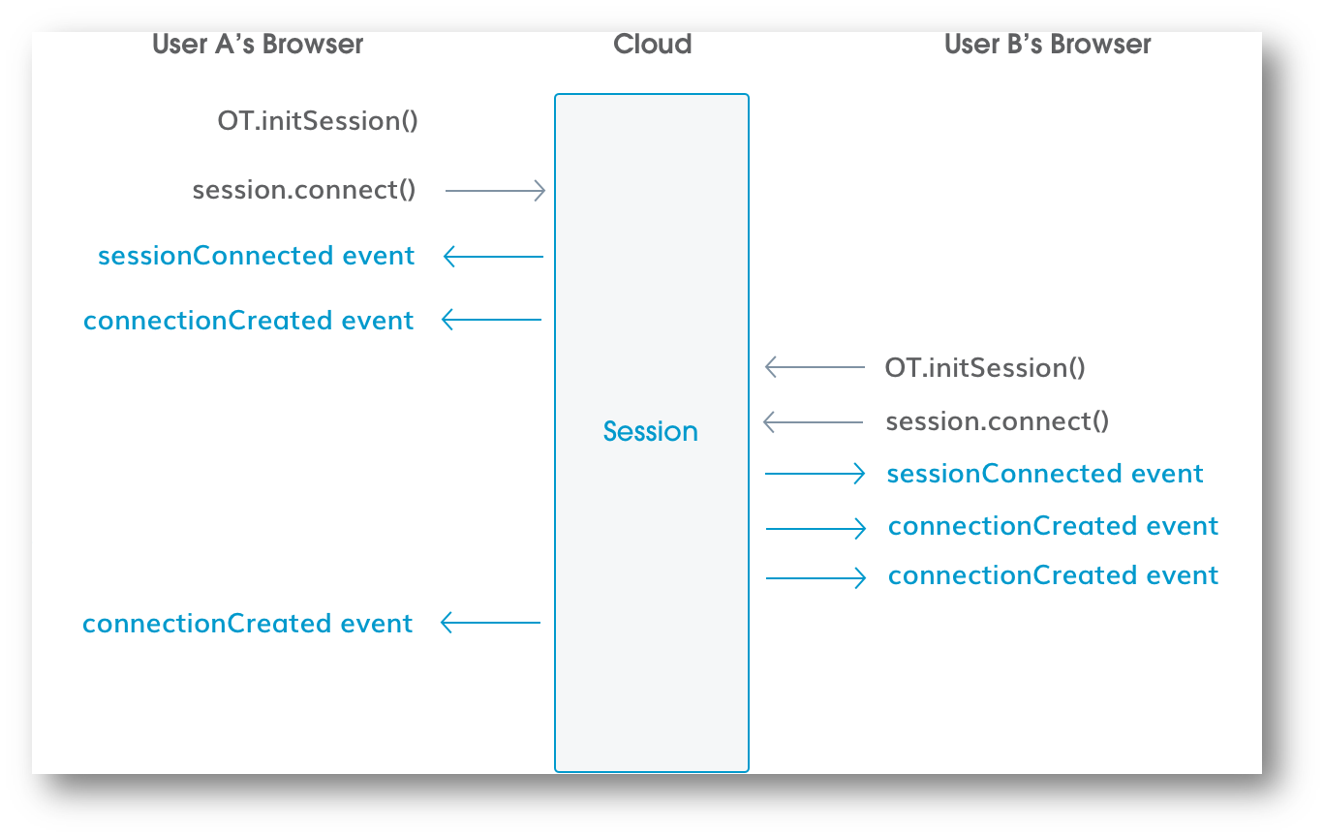 User A’s Browser
Cloud
User B’s Browser
OT.initSession()
session.connect()
sessionConnected event
connectionCreated event
OT.initSession()
session.connect()
Session
sessionConnected event
connectionCreated event
connectionCreated event
connectionCreated event